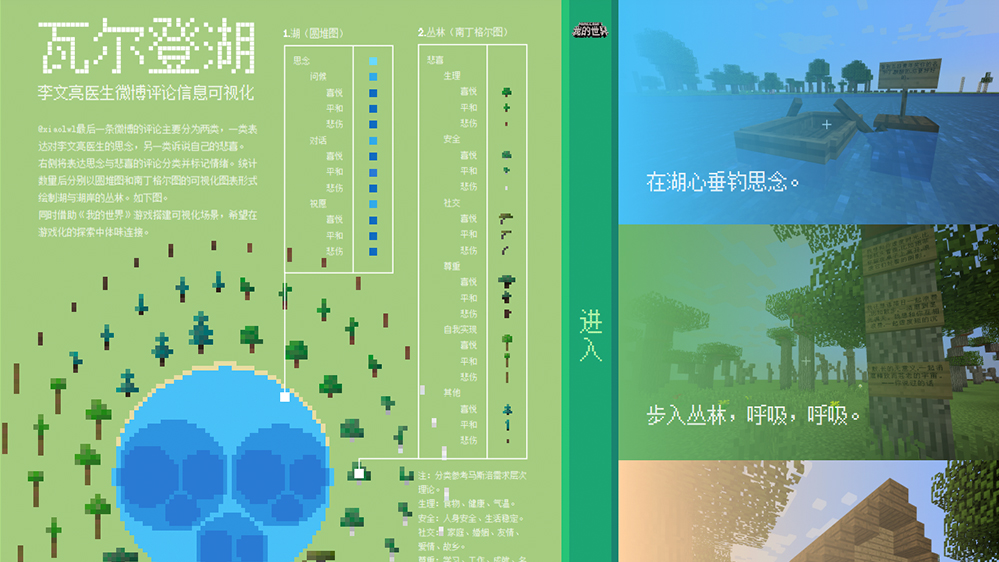 瓦尔登湖
李文亮医生微博评论信息可视化
@xiaolwl最后一条微博的评论主要分为两类，一类表
达对李文亮医生的思念，另一类诉说自己的悲喜。
右侧将表达思念与悲喜的评论分类并标记情绪。统计
数量后分别以圆堆图和南丁格尔图的可视化图表形式
绘制湖与湖岸的丛林。如下图。
同时借助《我的世界》游戏搭建可视化场景，希望在
游戏化的探索中体味连接。
1.湖（圆堆图）
思念
问候
喜悦
平和
悲伤
对话
喜悦
平和
悲伤
祝愿
喜悦
平和
悲伤
2.丛林（南丁格尔图）
悲喜
生理
喜悦
平和
悲伤
安全
喜悦
平和
悲伤
社交
喜悦
平和
悲伤
尊重
喜悦
平和
悲伤
自我实现
喜悦
平和
悲伤
其他
喜悦
平和
悲伤
注：分类参考马斯洛需求层次
理论。
生理：食物、健康、气温。
安全：人身安全、生活稳定。
社交：家庭、婚姻、友情、
爱情、故乡。
尊重：学习、工作、成就、名
我的世界
进入
在湖心垂钓思念。
步入丛林，呼吸，呼吸。